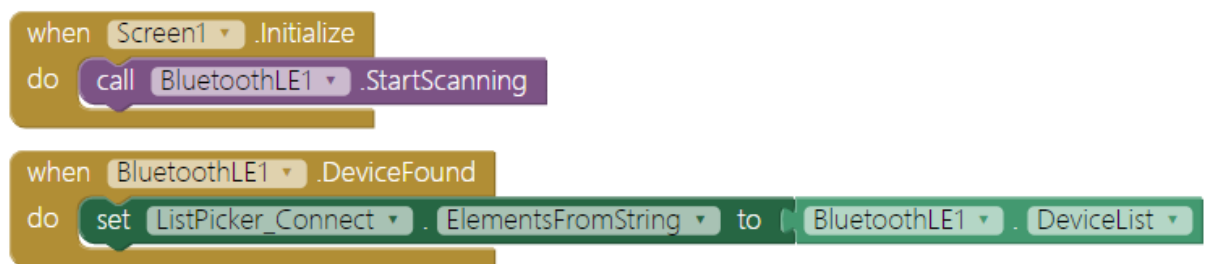 when Screen1 .Initialize
do call BluetoothLE1 .StartScanning
when BluetoothLE1 .DeviceFound
do set ListPicker_Connect . ElementsFromString to BluetoothLE1 . DeviceList